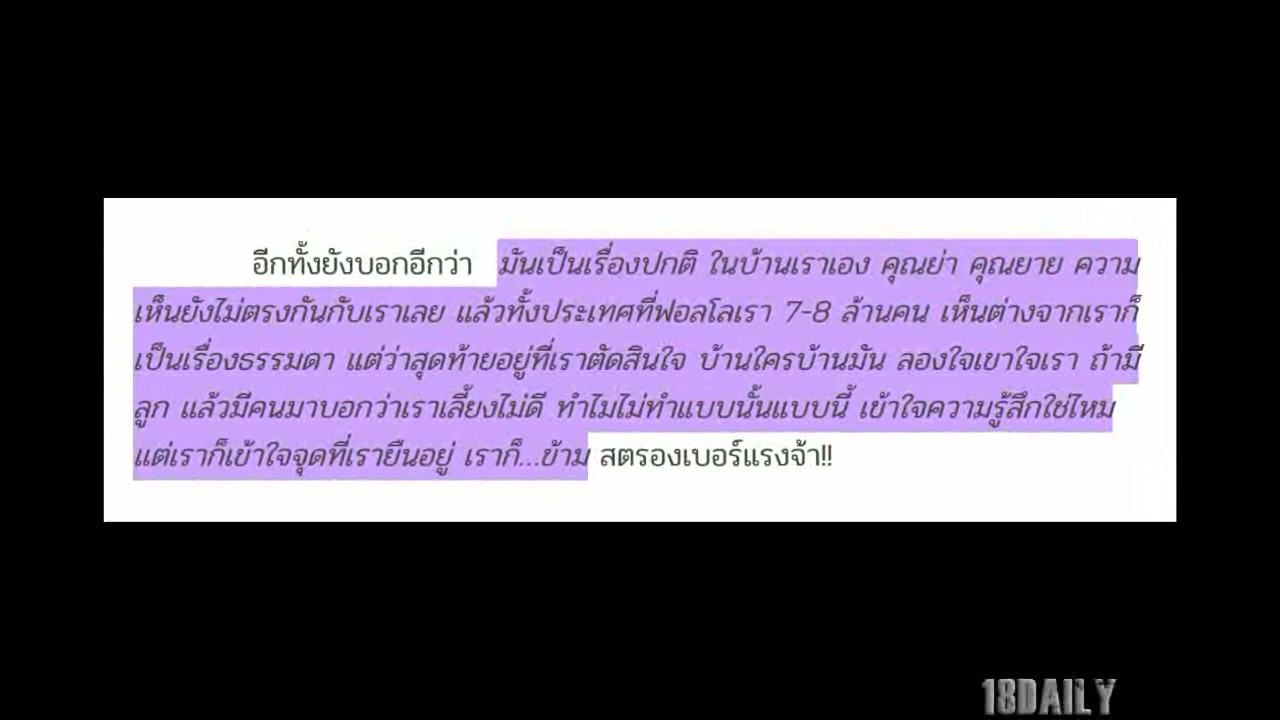 อีกทั้งยังบอกอีกว่า มันเป็นเรื่องปกติ ในบ้านเราเอง คุณย่า คุณยาย ความ
เห็นยังไม่ตรงกันกับเราเลย แล้วทั้งประเทศที่ฟอลโลเรา 7-8 ล้านคน เห็นต่างจากเราก็
เป็นเรื่องธรรมดา แต่ว่าสุดท้ายอยู่ที่เราตัดสินใจ บ้านใครบ้านมัน ลองใจเขาใจเรา ถ้ามี
ลูก แล้วมีคนมาบอกว่าเราเลี้ยงไม่ดี ทำไมไม่ทำแบบนั้นแบบนี้ เข้าใจความรู้สึกใช่ไหม
แต่เราก็เข้าใจจุดที่เรายืนอยู่ เราก็...ข้าม สตรองเบอร์แรงจ้า!!
18DAILY